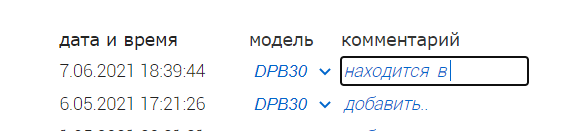 дата и время модель комментарий
7.06.2021 18:39:44 DPB30 находится в
6.05.2021 17:21:26 DPB30 добавить..